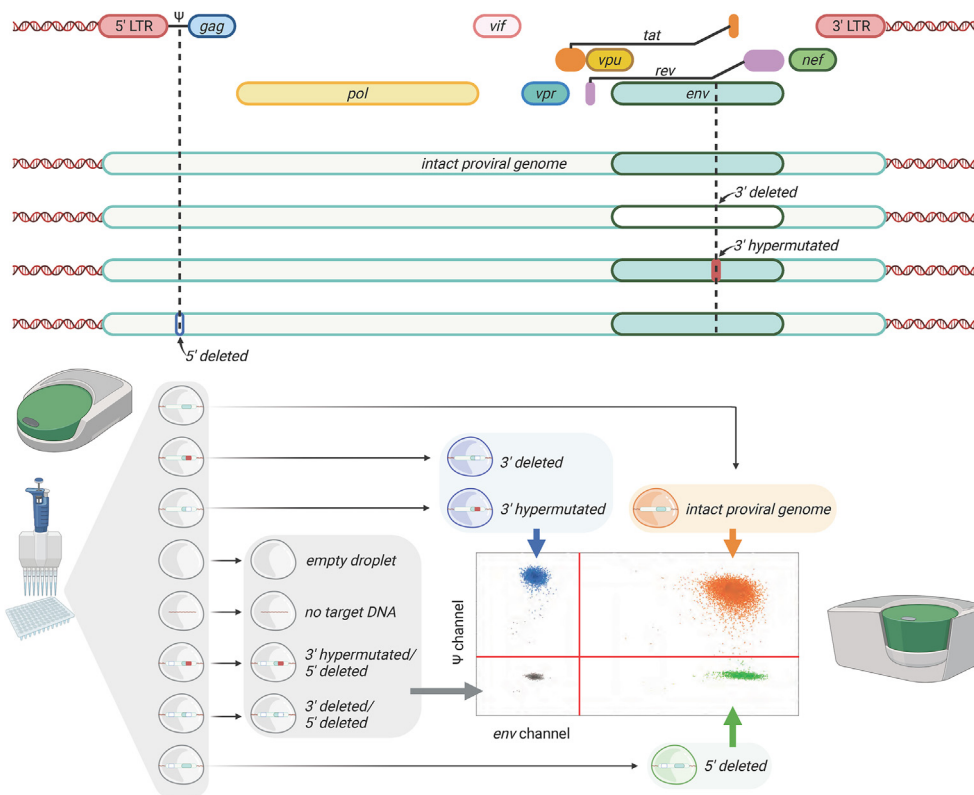 5' LTR
Ψ
gag
vif
tat
3' LTR
vpu
nef
rev
pol
vpr
env
intact proviral genome
3' deleted
3' hypermutated
5' deleted
3' deleted
3' hypermutated
intact proviral genome
empty droplet
no target DNA
3' hypermutated/
5' deleted
3' deleted/
5' deleted
Ψ channel
env channel
5' deleted